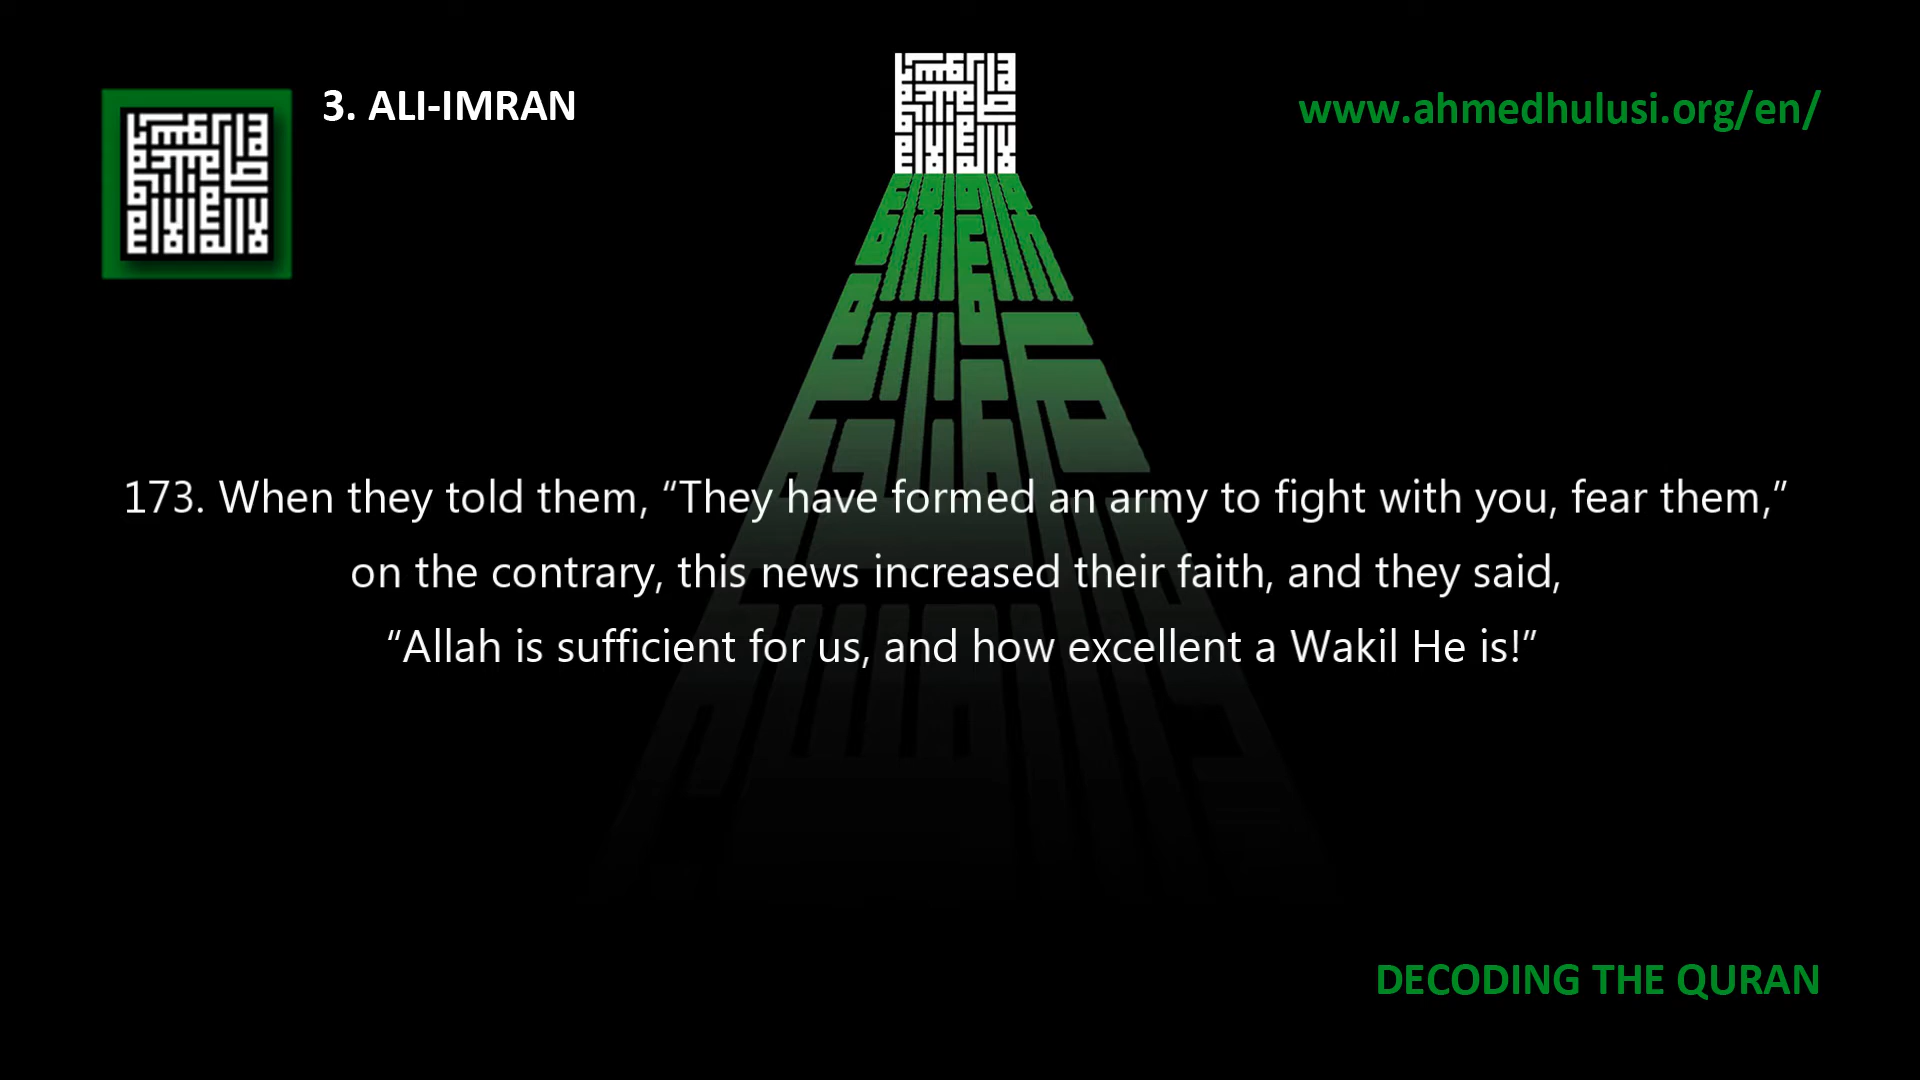 3. ALI-IMRAN
www.ahmedhulusi.org/en/
173. When they told them, “They have formed an army to fight with you, fear them,”
on the contrary, this news increased their faith, and they said,
“Allah is sufficient for us, and how excellent a Wakil He is!”
DECODING THE QURAN